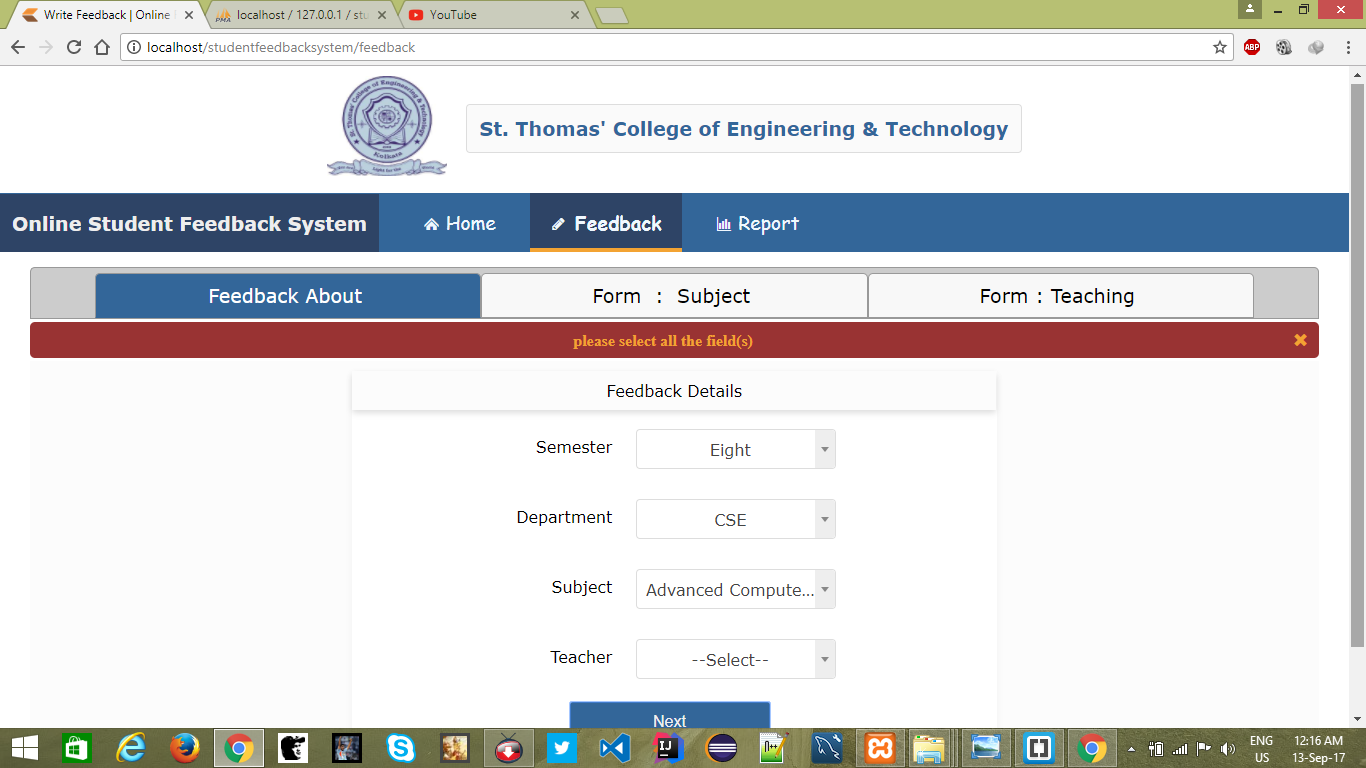 Write Feedback | Online
localhost / 127.0.0.1 / stu
YouTube
localhost/studentfeedbacksystem/feedback
ABP
St. Thomas' College of Engineering & Technology
Kolkata
Online Student Feedback System
Home
Feedback
Report
Feedback About
Form : Subject
Form : Teaching
please select all the field(s)
Feedback Details
Semester
Eight
Department
CSE
Subject
Advanced Compute...
Teacher
--Select--
Next
ENG
US
12:16 AM
13-Sep-17